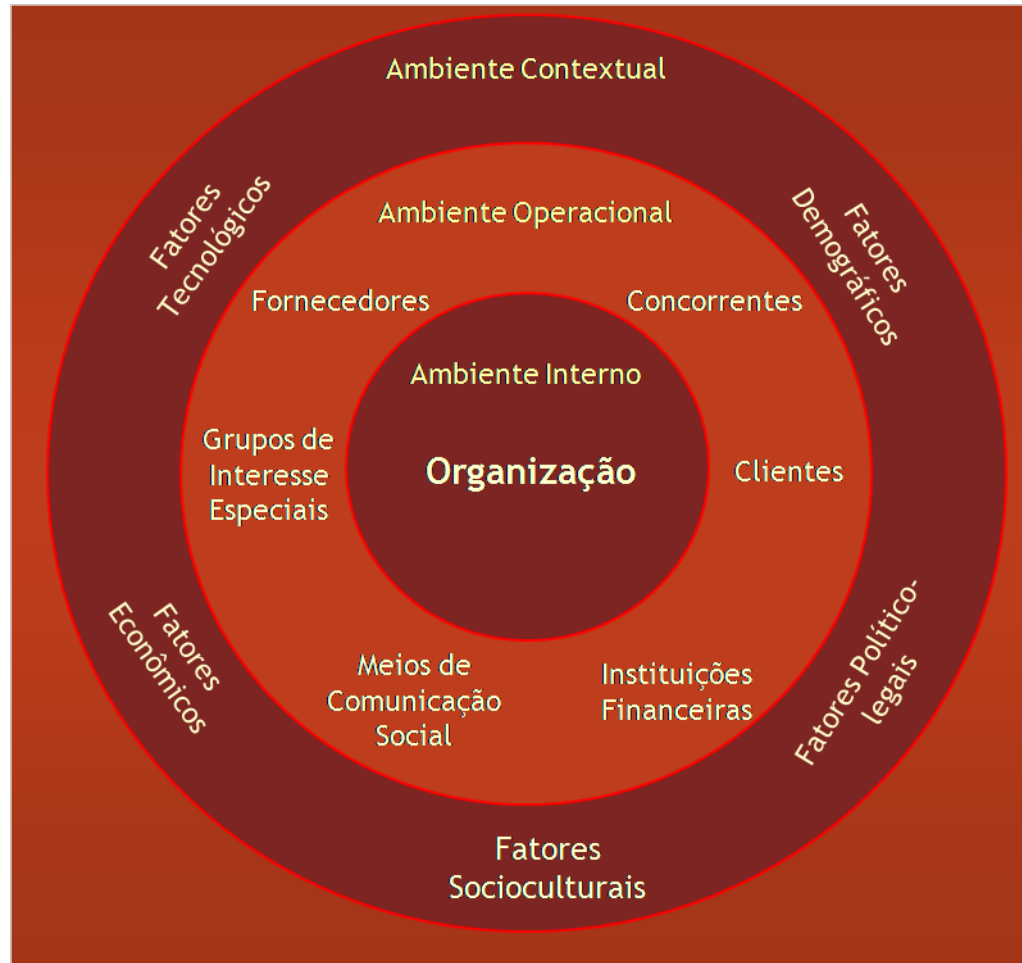 Ambiente Contextual
Fatores
Tecnológicos
Fatores
Demográficos
Ambiente Operacional
Fornecedores
Concorrentes
Ambiente Interno
Grupos de
Interesse
Especiais
Organização
Clientes
Fatores
Econômicos
Meios de
Comunicação
Social
Instituições
Financeiras
Fatores Político-
legais
Fatores
Socioculturais